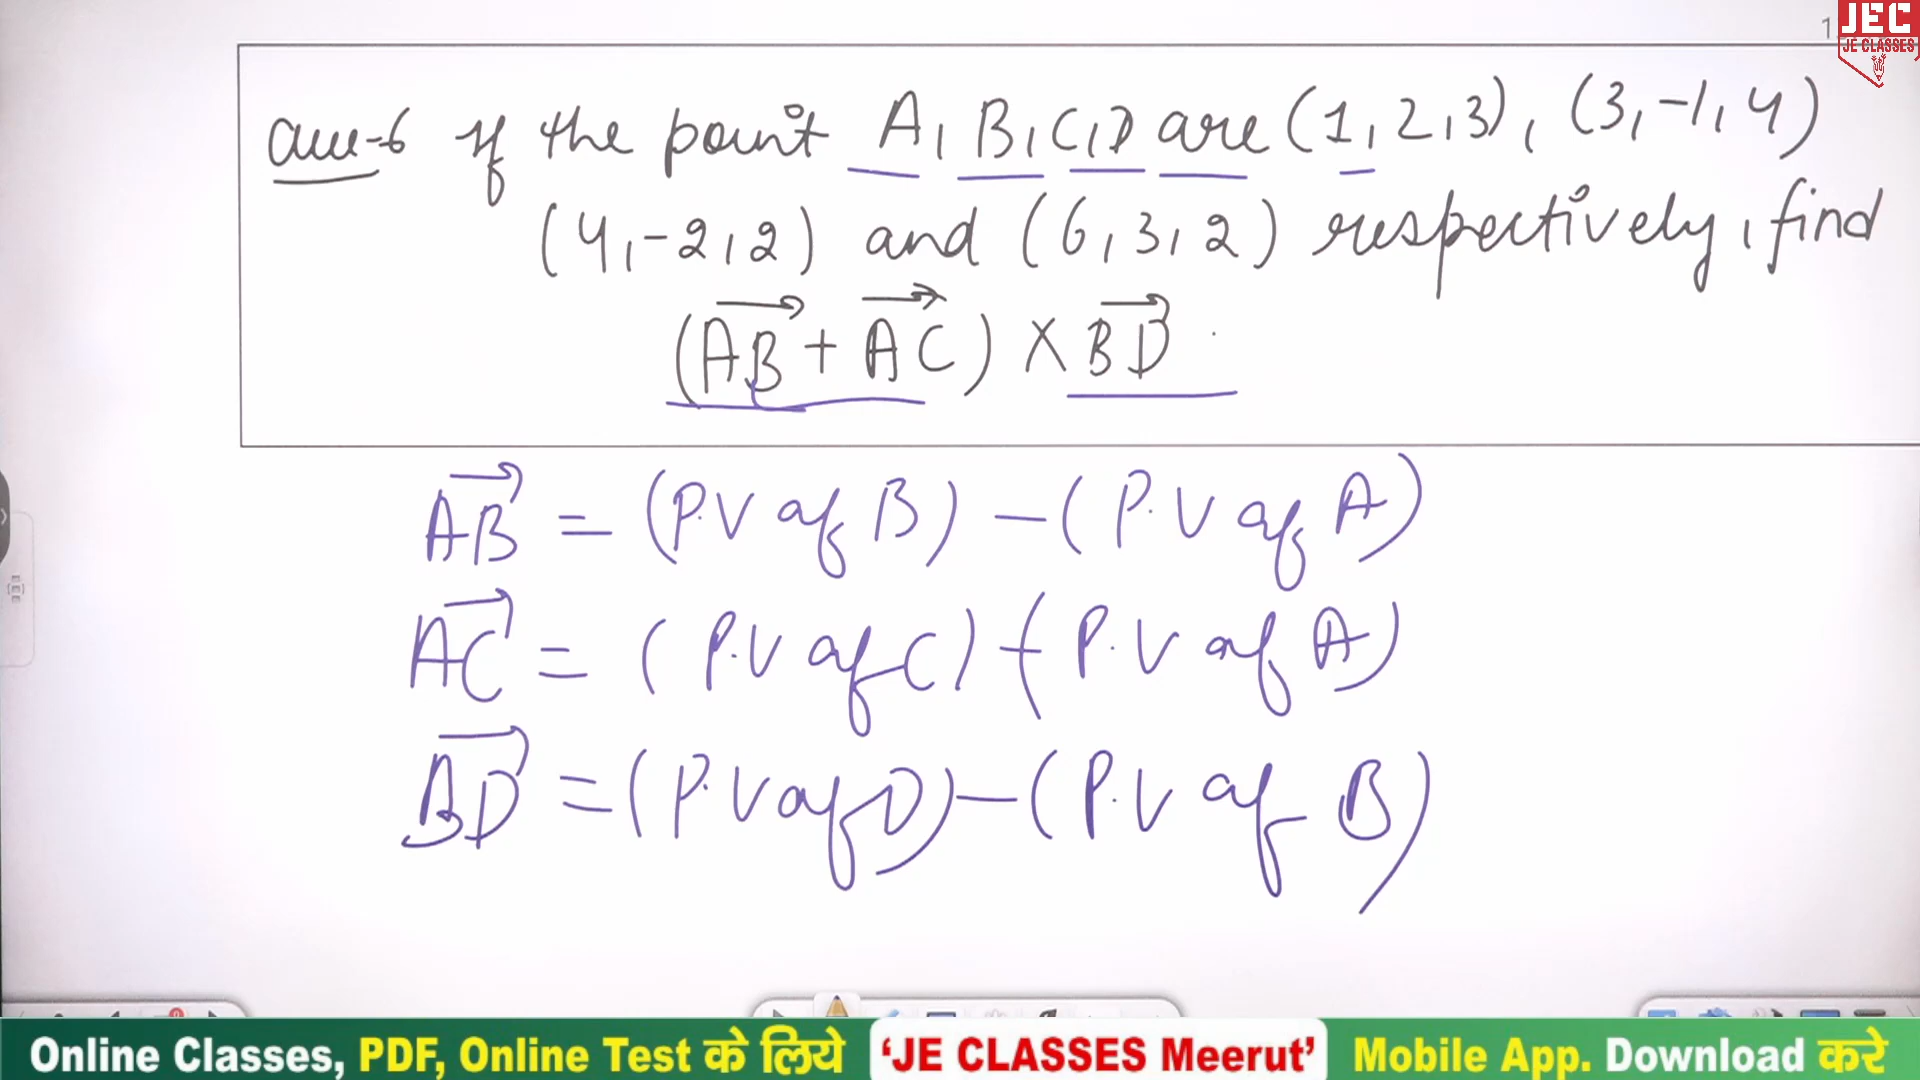 1
JEC
JE CLASSES
Que-6 If the point A, B, C, D are (1, 2, 3), (3, -1, 4)
(4, -2, 2) and (6, 3, 2) respectively, find
(AB + AC) × BD
AB = (P.V of B) - (P.V of A)
AC = (P.V of C) - (P.V of A)
BD = (P.V of D) - (P.V of B)
Online Classes, PDF, Online Test के लिये 'JE CLASSES Meerut' Mobile App. Download करे